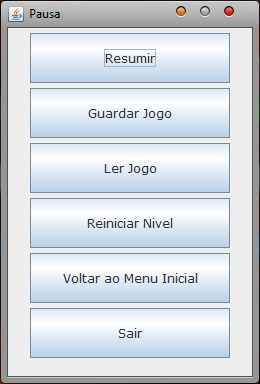 Pausa
Resumir
Guardar Jogo
Ler Jogo
Reiniciar Nivel
Voltar ao Menu Inicial
Sair